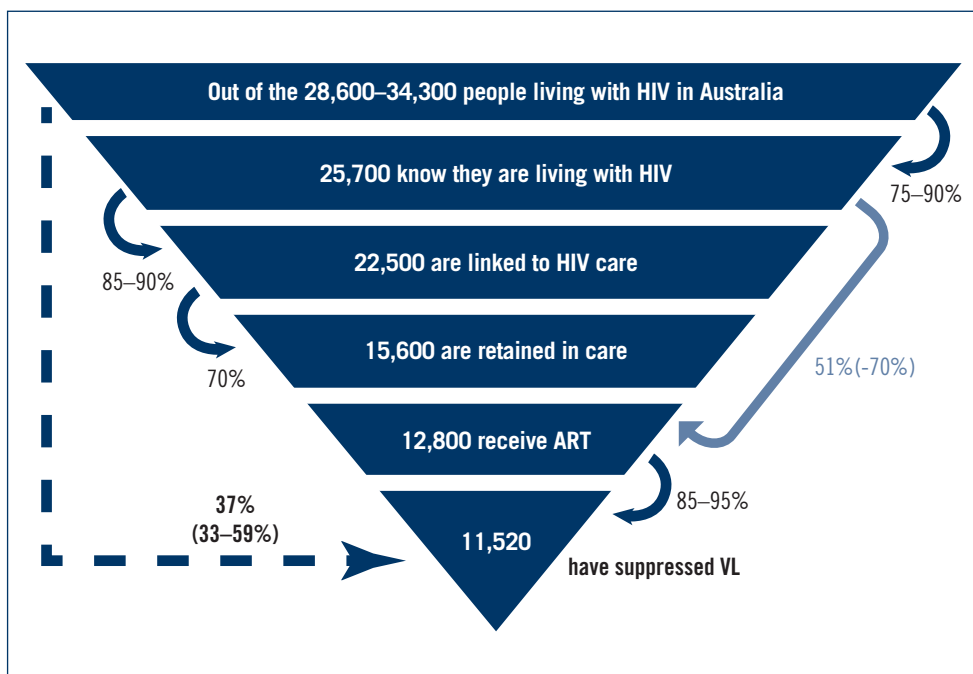 Out of the 28,600–34,300 people living with HIV in Australia
25,700 know they are living with HIV
75–90%
22,500 are linked to HIV care
85–90%
15,600 are retained in care
70%
51%(-70%)
12,800 receive ART
85–95%
37%
(33–59%)
11,520
have suppressed VL